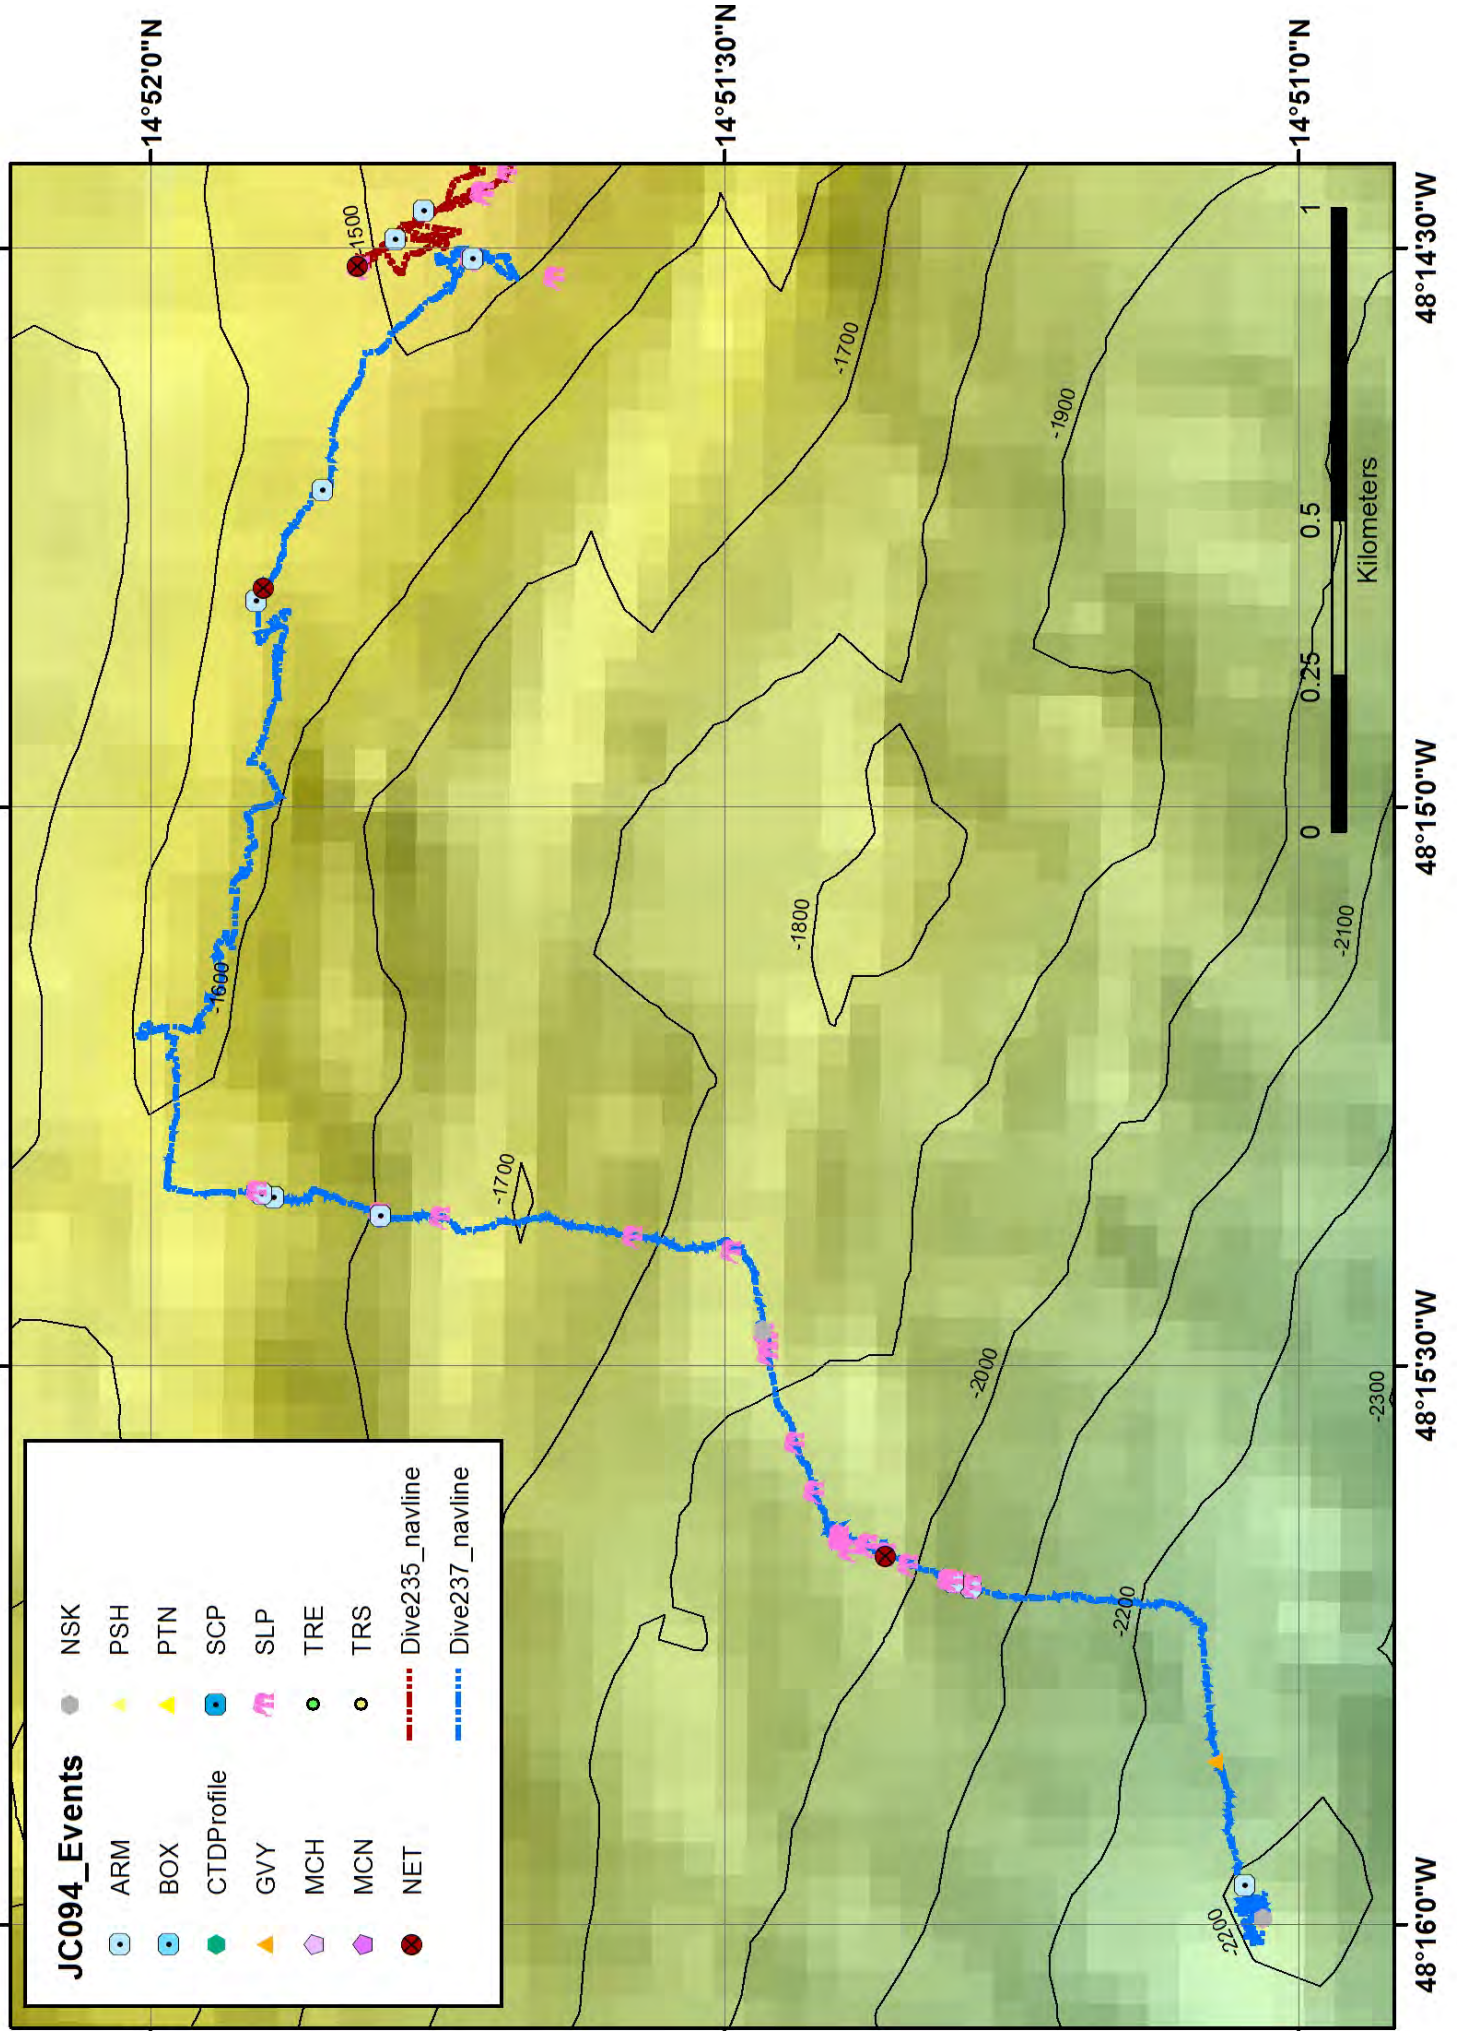 JC094_Events
ARM
BOX
CTDProfile
GVY
MCH
MCN
NET
NSK
PSH
PTN
SCP
SLP
TRE
TRS
Dive235_navline
Dive237_navline
14°52'0"N
14°51'30"N
14°51'0"N
48°16'0"W
48°15'30"W
48°15'0"W
48°14'30"W
-1500
-1600
-1700
-1700
-1800
-1900
-2000
-2100
-2200
-2200
-2300
0 0.25 0.5 1
Kilometers